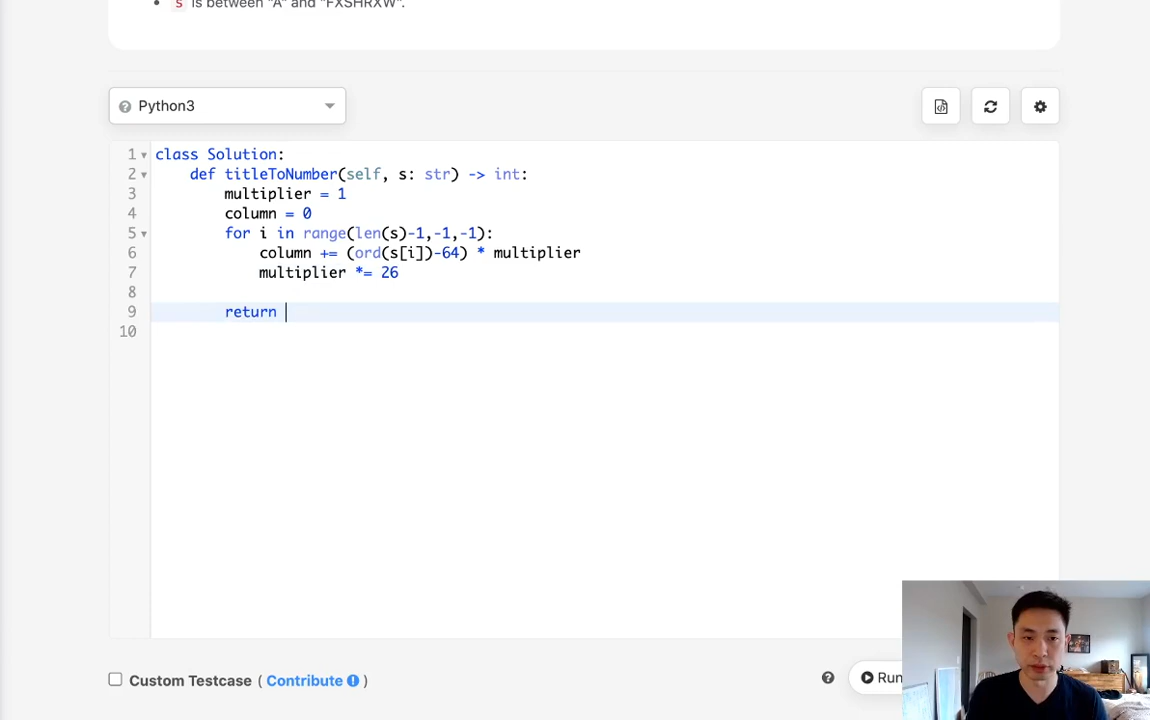 • s is between "A" and "FXSHRXW".
Python3
1 class Solution:
2 def titleToNumber(self, s: str) -> int:
3 multiplier = 1
4 column = 0
5 for i in range(len(s)-1,-1,-1):
6 column += (ord(s[i])-64) * multiplier
7 multiplier *= 26
8
9 return
10
Custom Testcase ( Contribute )
Run